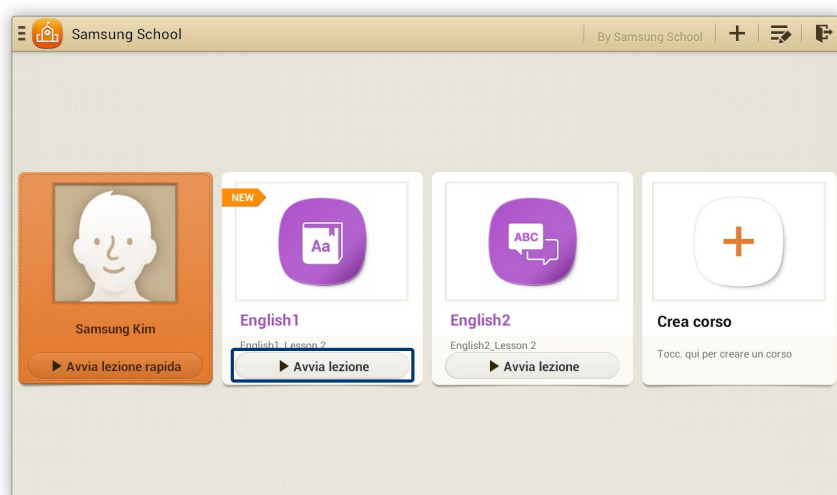 Samsung School
By Samsung School
Samsung Kim
Avvia lezione rapida
NEW
Aa
English1
English1_Lesson 2
Avvia lezione
ABC
English2
English2_Lesson 2
Avvia lezione
Crea corso
Tocc. qui per creare un corso